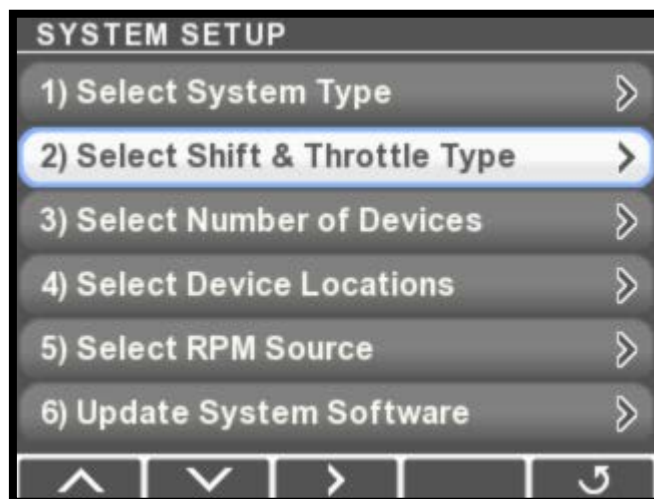 SYSTEM SETUP
1) Select System Type
2) Select Shift & Throttle Type
3) Select Number of Devices
4) Select Device Locations
5) Select RPM Source
6) Update System Software